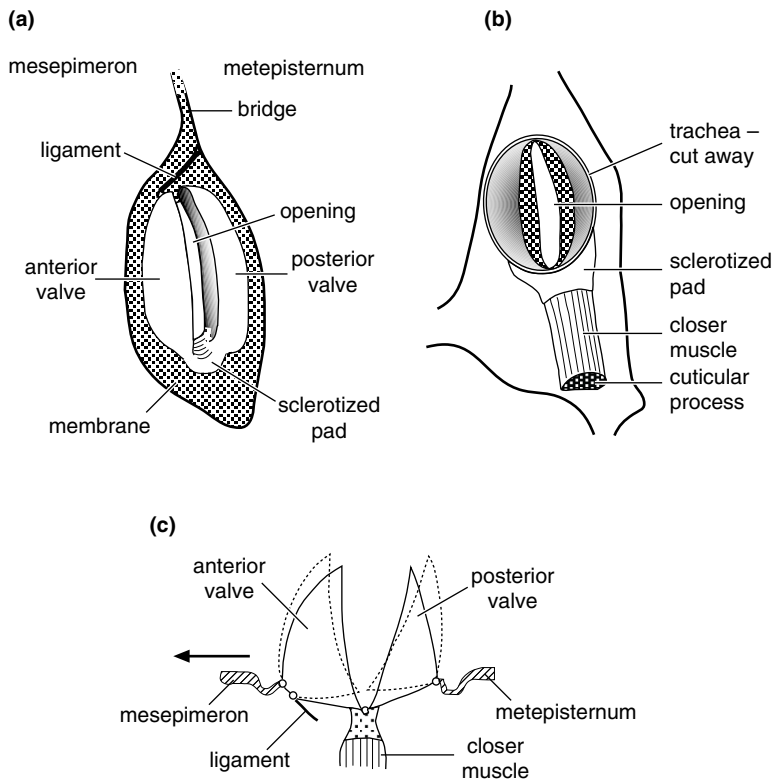 (a)
mesepimeron
metepisternum
bridge
ligament
opening
anterior
valve
posterior
valve
membrane
sclerotized
pad
(b)
trachea –
cut away
opening
sclerotized
pad
closer
muscle
cuticular
process
(c)
anterior
valve
posterior
valve
mesepimeron
metepisternum
ligament
closer
muscle